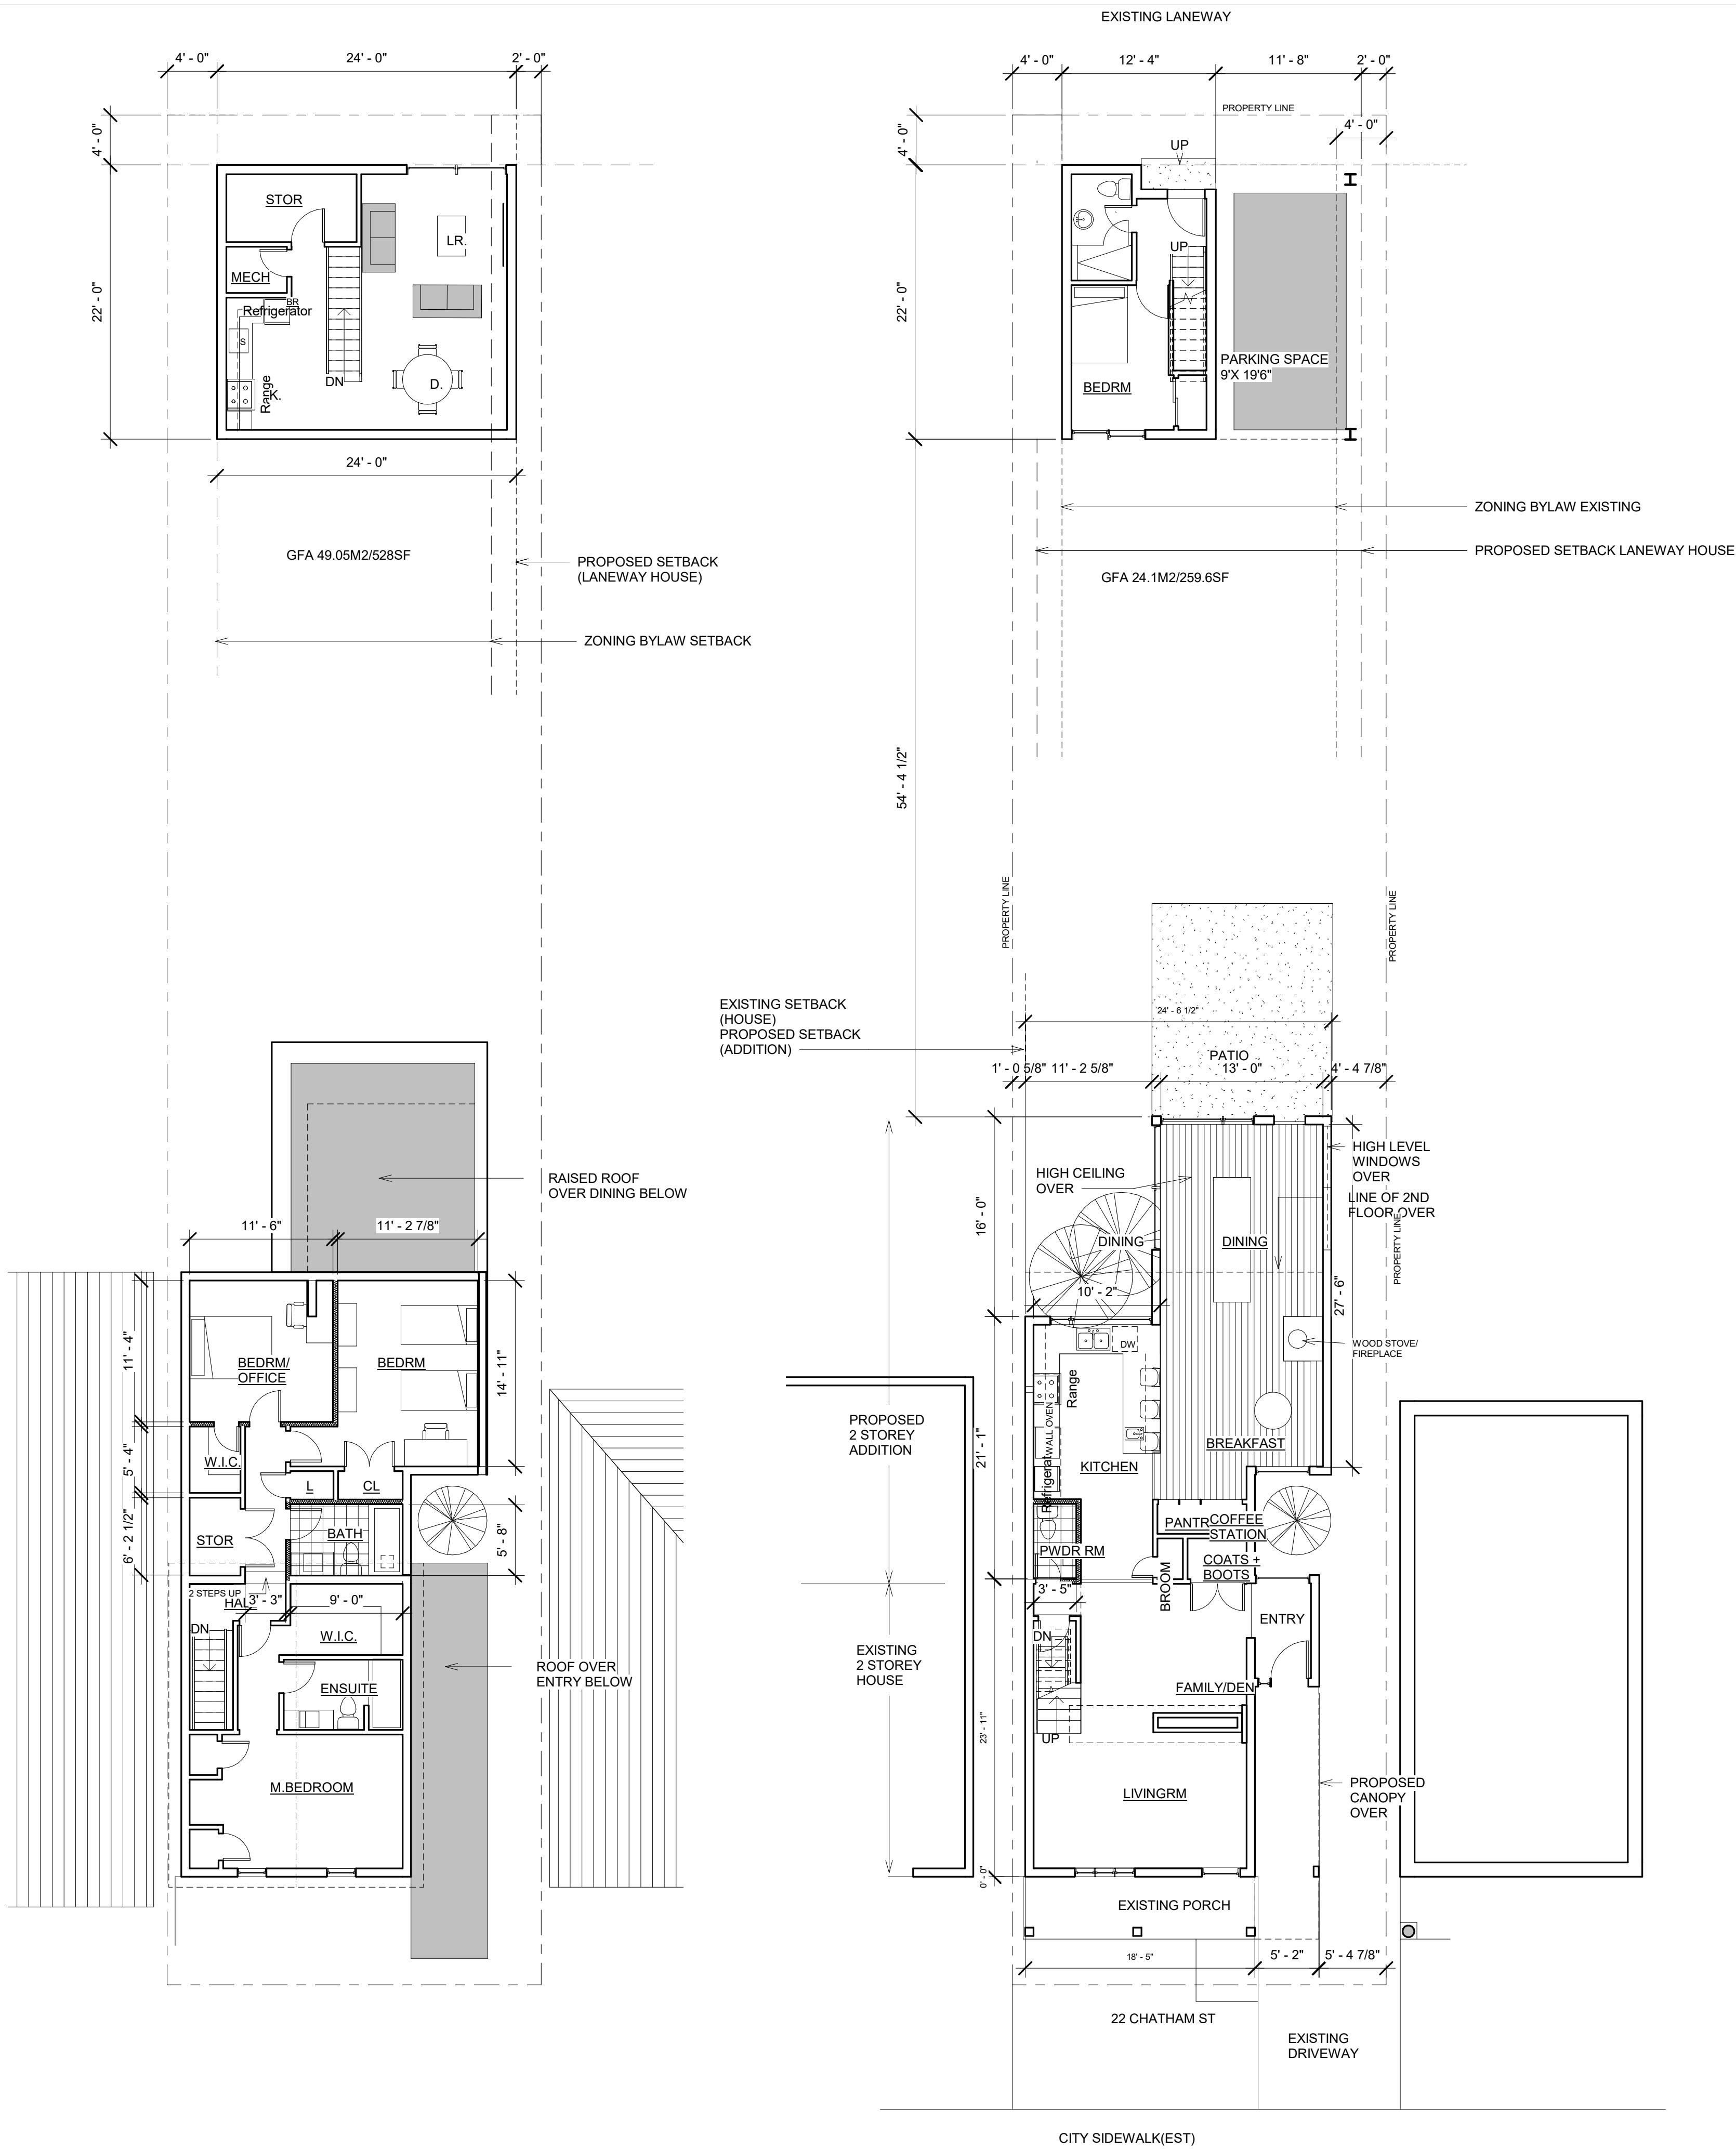 EXISTING LANEWAY
4' - 0"
24' - 0"
2' - 0"
4' - 0"
22' - 0"
STOR
LR.
MECH
BR
Refrigerator
S
Range
K.
DN
D.
24' - 0"
GFA 49.05M2/528SF
PROPOSED SETBACK
(LANEWAY HOUSE)
ZONING BYLAW SETBACK
4' - 0"
12' - 4"
11' - 8"
2' - 0"
PROPERTY LINE
4' - 0"
4' - 0"
UP
22' - 0"
UP
PARKING SPACE
9'X 19'6"
BEDRM
ZONING BYLAW EXISTING
PROPOSED SETBACK LANEWAY HOUSE
GFA 24.1M2/259.6SF
54' - 4 1/2"
PROPERTY LINE
PROPERTY LINE
EXISTING SETBACK
(HOUSE)
PROPOSED SETBACK
(ADDITION)
24' - 6 1/2"
PATIO
1' - 0 5/8"
11' - 2 5/8"
13' - 0"
4' - 4 7/8"
HIGH LEVEL
WINDOWS
OVER
HIGH CEILING
OVER
LINE OF 2ND
FLOOR OVER
PROPERTY LINE
16' - 0"
DINING
DINING
10' - 2"
27' - 6"
WOOD STOVE/
FIREPLACE
DW
Range
WALL OVEN
Refrigerat
BREAKFAST
KITCHEN
21' - 1"
PROPOSED
2 STOREY
ADDITION
PANTR
COFFEE
STATION
PWDR RM
BROOM
COATS +
BOOTS
3' - 5"
ENTRY
DN
EXISTING
2 STOREY
HOUSE
FAMILY/DEN
UP
23' - 11"
LIVINGRM
PROPOSED
CANOPY
OVER
0' - 0"
EXISTING PORCH
18' - 5"
5' - 2"
5' - 4 7/8"
22 CHATHAM ST
EXISTING
DRIVEWAY
CITY SIDEWALK(EST)
RAISED ROOF
OVER DINING BELOW
11' - 6"
11' - 2 7/8"
11' - 4"
BEDRM/
OFFICE
BEDRM
14' - 11"
5' - 4"
W.I.C.
L
CL
6' - 2 1/2"
STOR
BATH
5' - 8"
2 STEPS UP
HAL
3' - 3"
9' - 0"
DN
W.I.C.
ROOF OVER
ENTRY BELOW
ENSUITE
M.BEDROOM